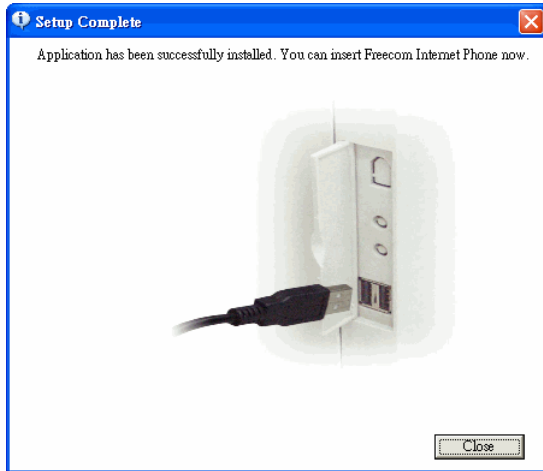 Setup Complete
Application has been successfully installed. You can insert Freecom Internet Phone now.
Close